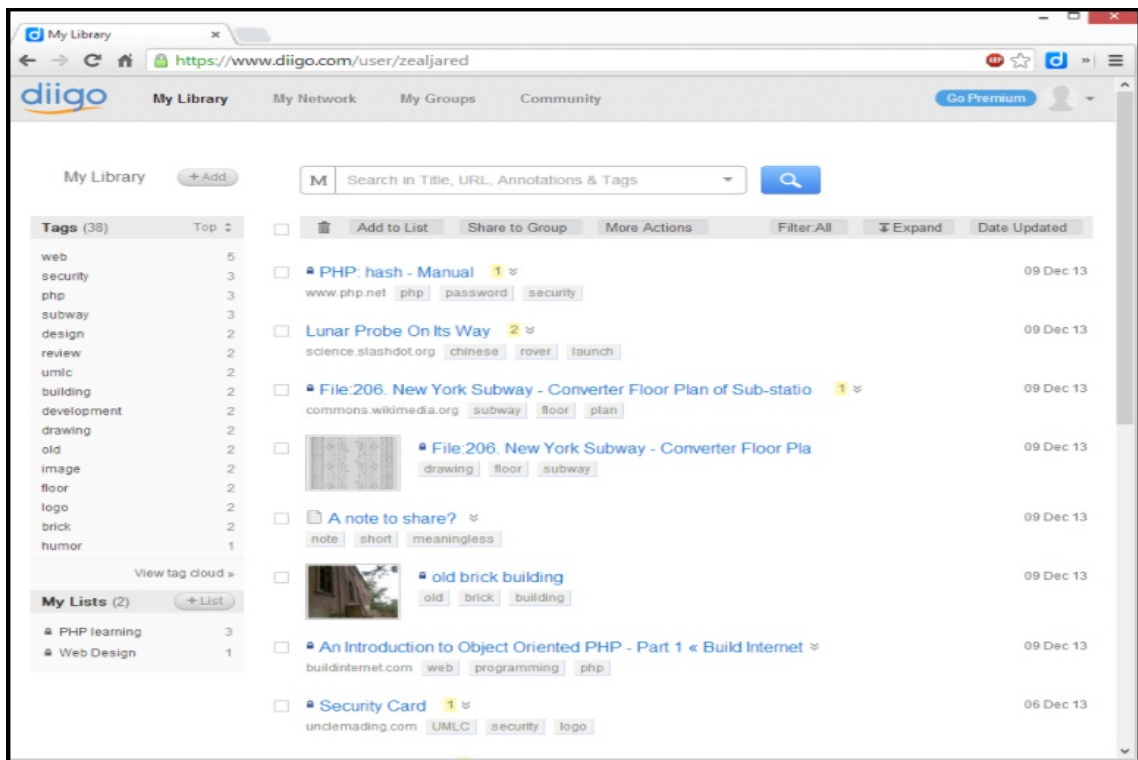 My Library
https://www.diigo.com/user/zealjared
diigo My Library My Network My Groups Community Go Premium
My Library + Add M Search in Title, URL, Annotations & Tags
Tags (38) Top
web 5
security 3
php 3
subway 3
design 2
review 2
umlc 2
building 2
development 2
drawing 2
old 2
image 2
floor 2
logo 2
brick 2
humor 1
View tag cloud »
My Lists (2) + List
PHP learning 3
Web Design 1
Add to List Share to Group More Actions Filter:All Expand Date Updated
PHP: hash - Manual 1 09 Dec 13
www.php.net php password security
Lunar Probe On Its Way 2 09 Dec 13
science.slashdot.org chinese rover launch
File:206. New York Subway - Converter Floor Plan of Sub-statio 1 09 Dec 13
commons.wikimedia.org subway floor plan
File:206. New York Subway - Converter Floor Pla 09 Dec 13
drawing floor subway
A note to share? 09 Dec 13
note short meaningless
old brick building 09 Dec 13
old brick building
An Introduction to Object Oriented PHP - Part 1 « Build Internet 09 Dec 13
buildinternet.com web programming php
Security Card 1 06 Dec 13
unclemading.com UMLC security logo